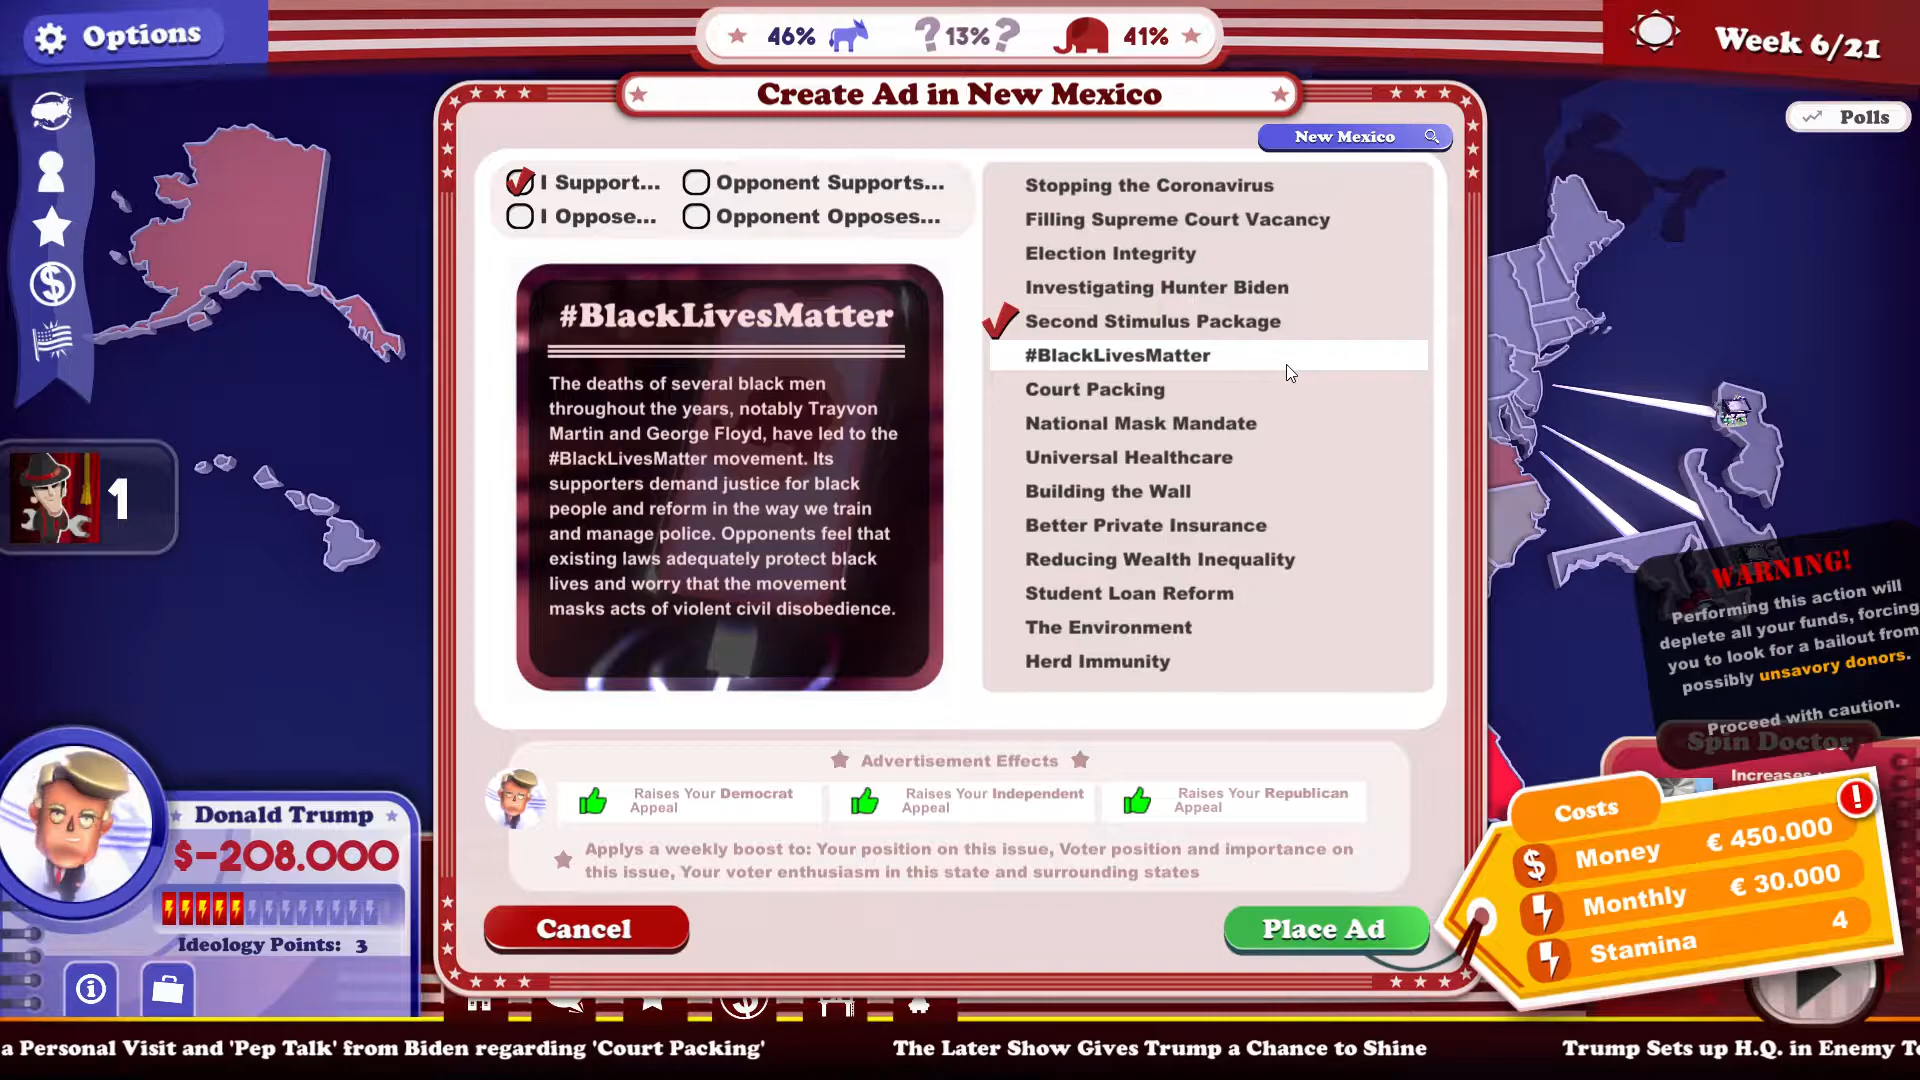 Options
46%
?13%?
41%
Week 6/21
Create Ad in New Mexico
Polls
New Mexico
I Support...
Opponent Supports...
I Oppose...
Opponent Opposes...
#BlackLivesMatter
The deaths of several black men
throughout the years, notably Trayvon
Martin and George Floyd, have led to the
#BlackLivesMatter movement. Its
supporters demand justice for black
people and reform in the way we train
and manage police. Opponents feel that
existing laws adequately protect black
lives and worry that the movement
masks acts of violent civil disobedience.
Stopping the Coronavirus
Filling Supreme Court Vacancy
Election Integrity
Investigating Hunter Biden
Second Stimulus Package
#BlackLivesMatter
Court Packing
National Mask Mandate
Universal Healthcare
Building the Wall
Better Private Insurance
Reducing Wealth Inequality
Student Loan Reform
The Environment
Herd Immunity
1
WARNING!
Performing this action will
deplete all your funds, forcing
you to look for a bailout from
possibly unsavory donors.
Proceed with caution.
Spin Doctor
Increases
Advertisement Effects
Raises Your Democrat
Appeal
Raises Your Independent
Appeal
Raises Your Republican
Appeal
Applys a weekly boost to: Your position on this issue, Voter position and importance on
this issue, Your voter enthusiasm in this state and surrounding states
Cancel
Place Ad
Donald Trump
$-208.000
Ideology Points: 3
Costs
!
Money € 450.000
Monthly € 30.000
Stamina 4
a Personal Visit and 'Pep Talk' from Biden regarding 'Court Packing'
The Later Show Gives Trump a Chance to Shine
Trump Sets up H.Q. in Enemy Te